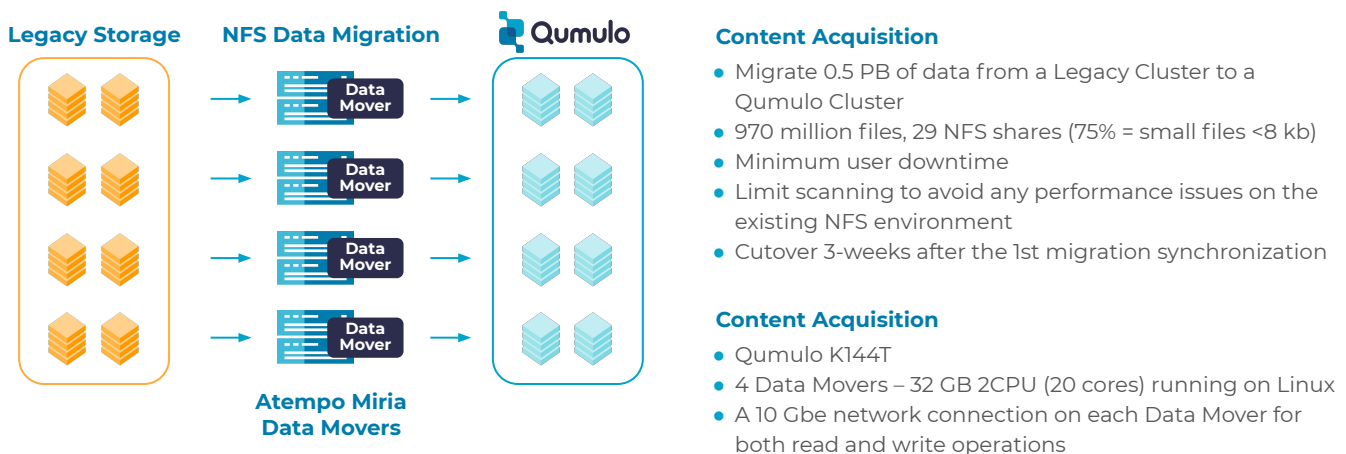 Legacy Storage
NFS Data Migration
Qumulo
Data
Mover
Data
Mover
Data
Mover
Data
Mover
Atempo Miria
Data Movers
Content Acquisition
• Migrate 0.5 PB of data from a Legacy Cluster to a
Qumulo Cluster
• 970 million files, 29 NFS shares (75% = small files <8 kb)
• Minimum user downtime
• Limit scanning to avoid any performance issues on the
existing NFS environment
• Cutover 3-weeks after the 1st migration synchronization
Content Acquisition
• Qumulo K144T
• 4 Data Movers – 32 GB 2CPU (20 cores) running on Linux
• A 10 Gbe network connection on each Data Mover for
both read and write operations